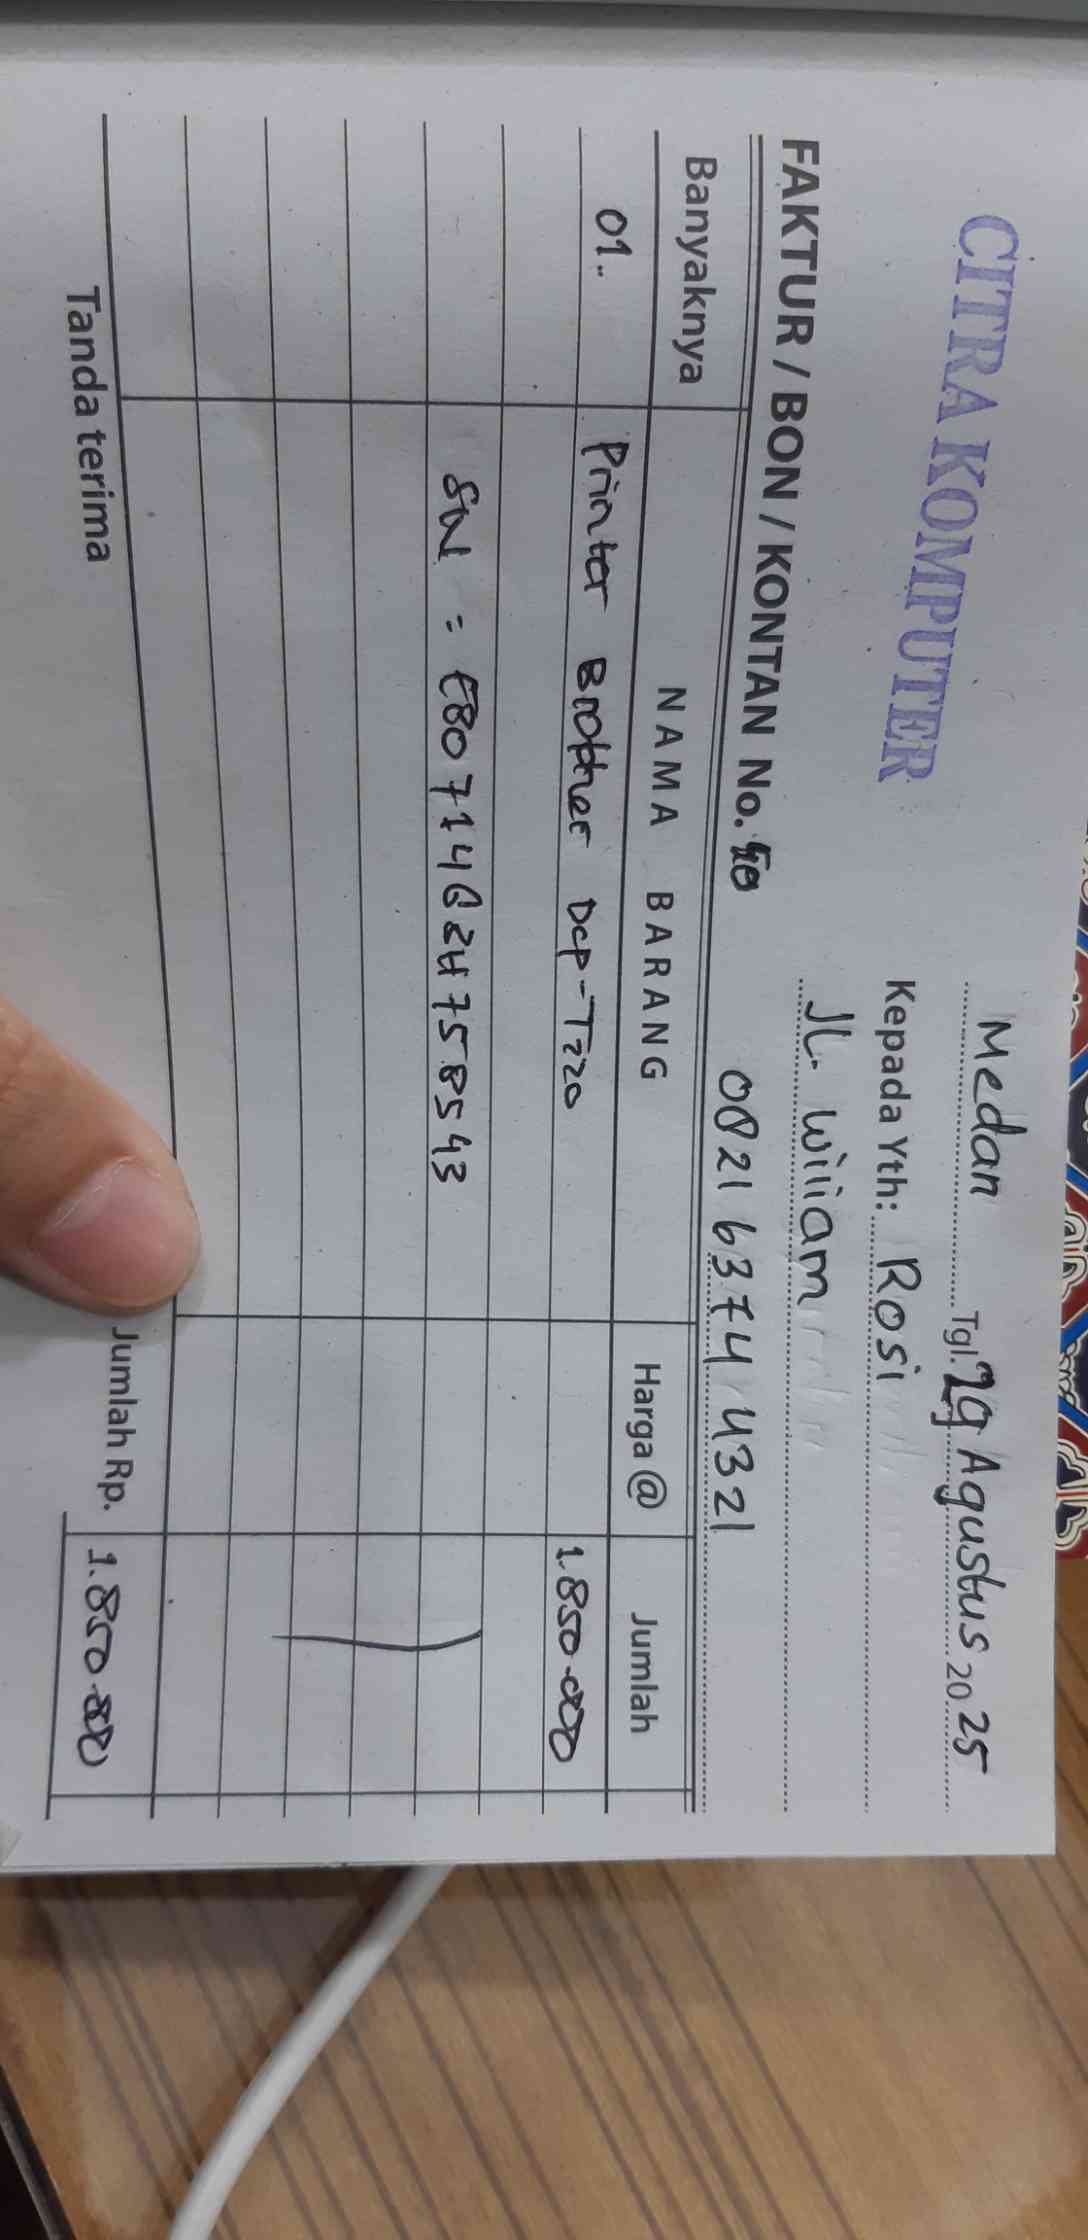 CITRA KOMPUTER
Medan Tgl. 29 Agustus 2025
Kepada Yth: Rosi
JL. William
FAKTUR / BON / KONTAN No. 0821 6374 4321
Banyaknya NAMA BARANG Harga @ Jumlah
01.. Printer Brother Dcp-T220 1.850.000
SN = E80714G2H758543
Tanda terima Jumlah Rp. 1.850.000